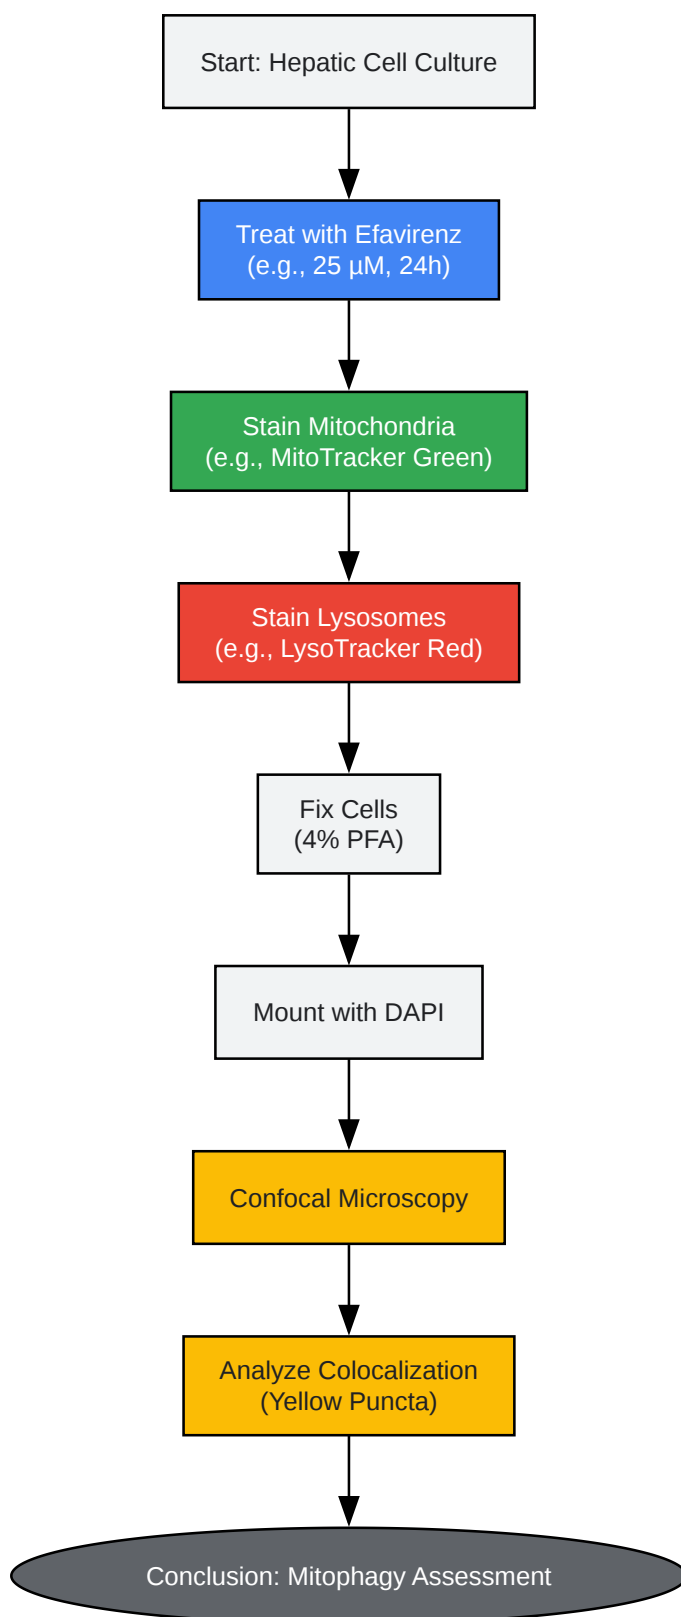 Start: Hepatic Cell Culture
Treat with Efavirenz
(e.g., 25 µM, 24h)
Stain Mitochondria
(e.g., MitoTracker Green)
Stain Lysosomes
(e.g., LysoTracker Red)
Fix Cells
(4% PFA)
Mount with DAPI
Confocal Microscopy
Analyze Colocalization
(Yellow Puncta)
Conclusion: Mitophagy Assessment